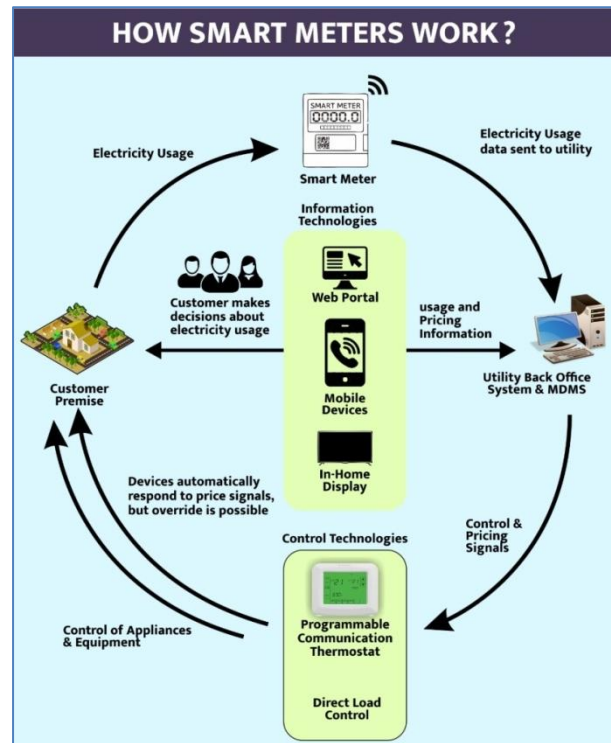 HOW SMART METERS WORK?
SMART METER
0000.0
Smart Meter
Electricity Usage
Electricity Usage
data sent to utility
Information
Technologies
Web Portal
Mobile
Devices
In-Home
Display
Customer makes
decisions about
electricity usage
usage and
Pricing
Information
Customer
Premise
Utility Back Office
System & MDMS
Devices automatically
respond to price signals,
but override is possible
Control &
Pricing
Signals
Control Technologies
Programmable
Communication
Thermostat
Direct Load
Control
Control of Appliances
& Equipment